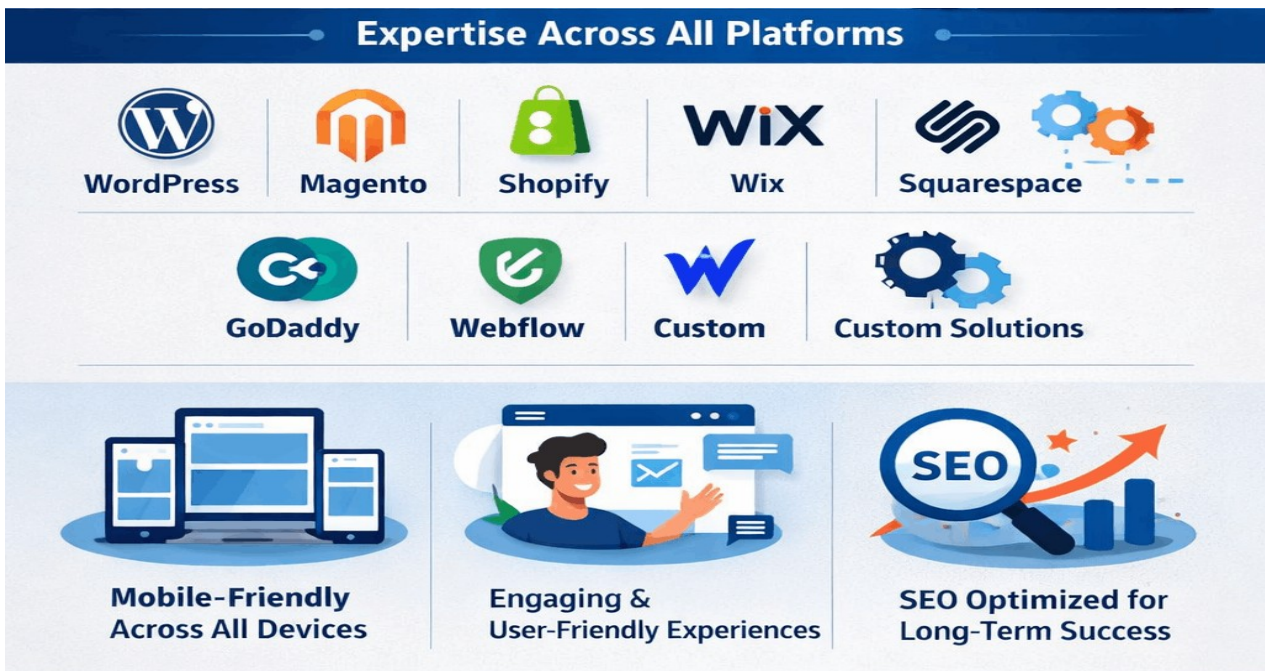 Expertise Across All Platforms
WordPress
Magento
Shopify
WiX
Wix
Squarespace
GoDaddy
Webflow
Custom
Custom Solutions
SEO
Mobile-Friendly
Across All Devices
Engaging &
User-Friendly Experiences
SEO Optimized for
Long-Term Success